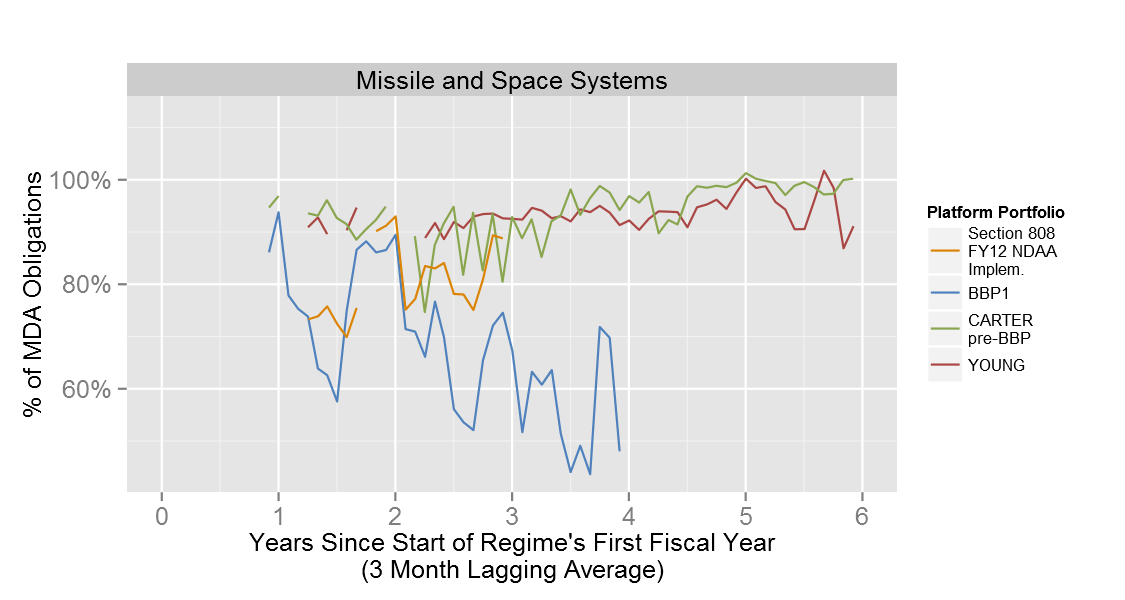 Missile and Space Systems
% of MDA Obligations
100%
80%
60%
0 1 2 3 4 5 6
Years Since Start of Regime's First Fiscal Year
(3 Month Lagging Average)
Platform Portfolio
Section 808
FY12 NDAA
Implem.
BBP1
CARTER
pre-BBP
YOUNG